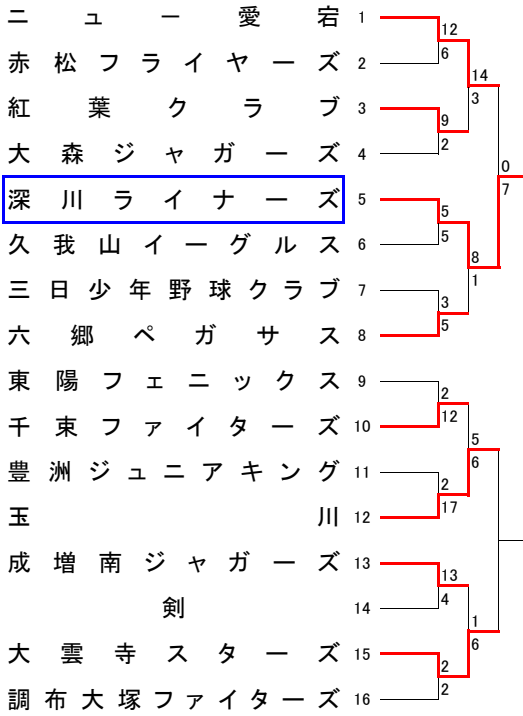 ニュー愛宕 1
12
赤松フライヤーズ 2
6
14
紅葉クラブ 3
3
9
大森ジャガーズ 4
2
0
深川ライナーズ 5
7
5
久我山イーグルス 6
5
8
三日少年野球クラブ 7
1
3
六郷ペガサス 8
5
東陽フェニックス 9
2
千束ファイターズ 10
12
5
豊洲ジュニアキング 11
6
2
玉川 12
17
成増南ジャガーズ 13
13
剣 14
4
1
大雲寺スターズ 15
6
2
調布大塚ファイターズ 16
2